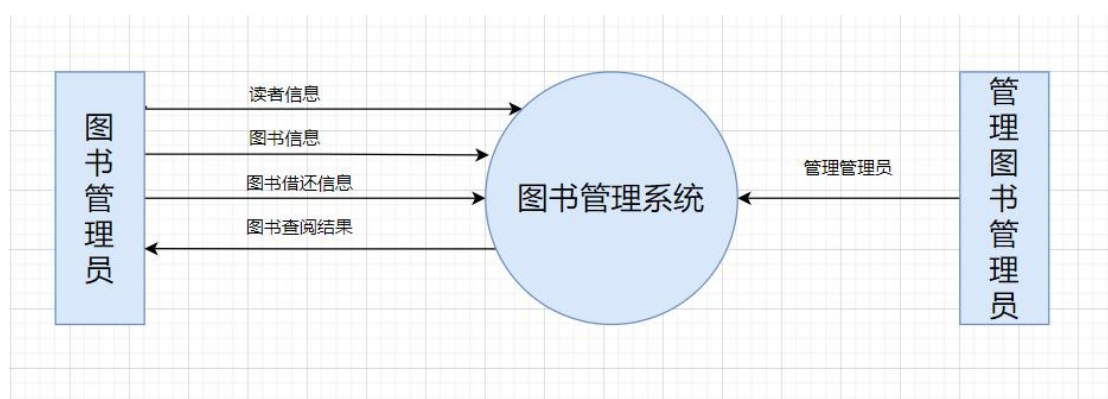 图书管理员
读者信息
图书信息
图书借还信息
图书查阅结果
图书管理系统
管理管理员
管理图书管理员